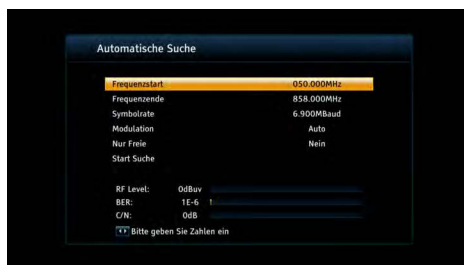 Automatische Suche
Frequenzstart 050.000MHz
Frequenzende 858.000MHz
Symbolrate 6.900MBaud
Modulation Auto
Nur Freie Nein
Start Suche
RF Level: 0dBuv
BER: 1E-6
C/N: 0dB
Bitte geben Sie Zahlen ein